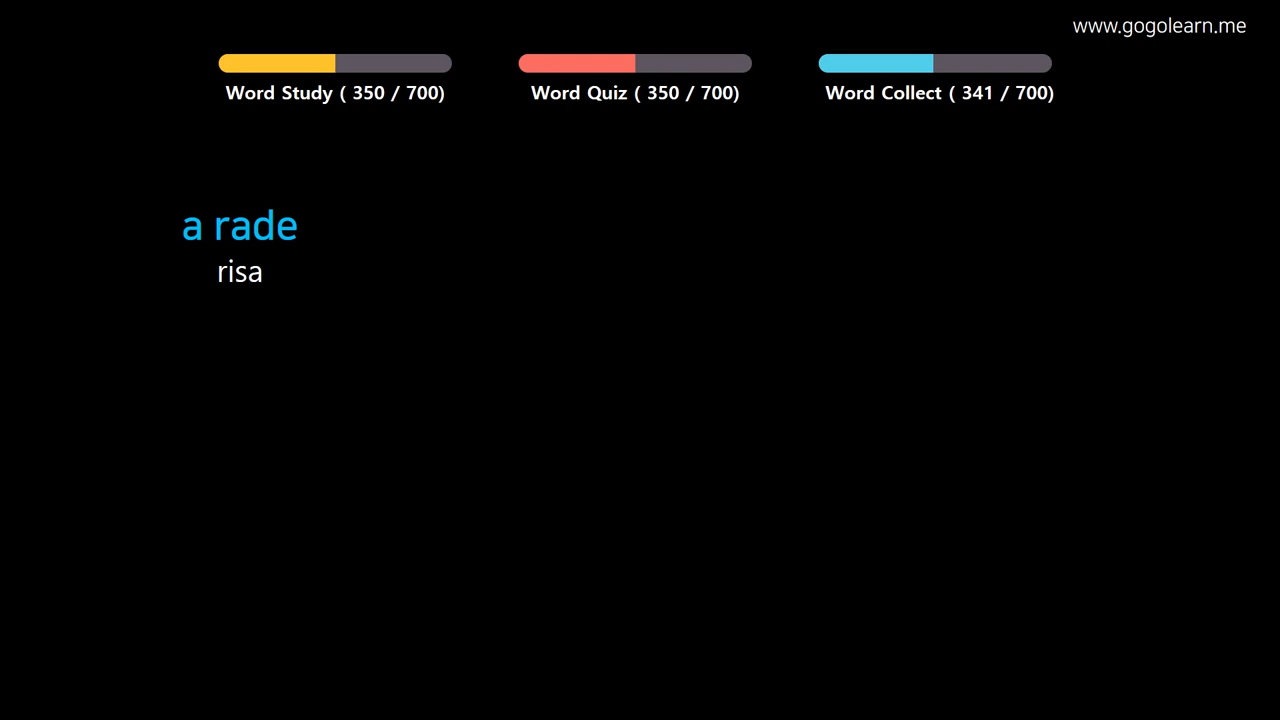 www.gogolearn.me
Word Study ( 350 / 700)
Word Quiz ( 350 / 700)
Word Collect ( 341 / 700)
a rade
risa